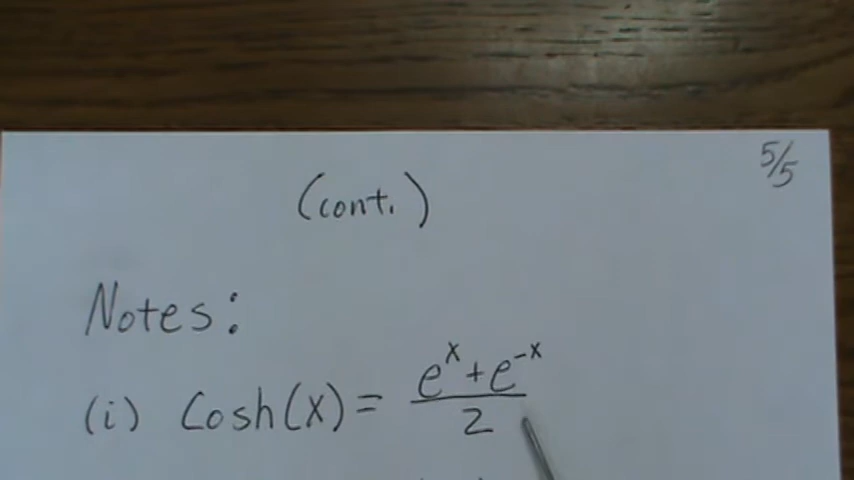 5/5
(cont.)
Notes:
(i) Cosh(x) = (e^x + e^-x)/2